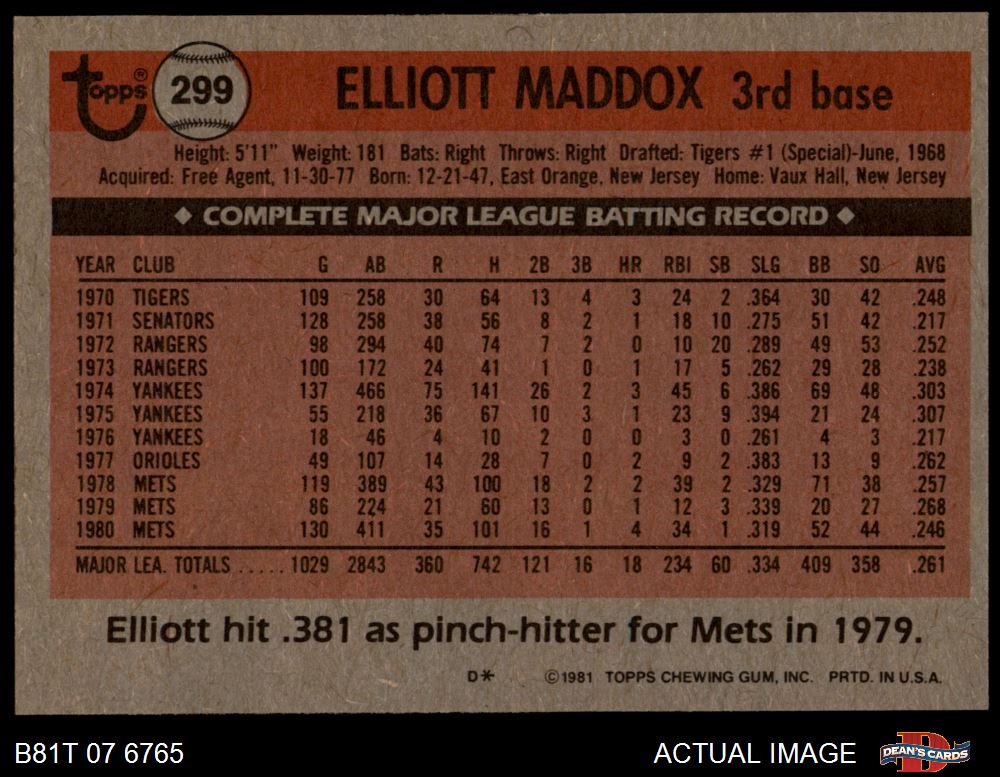 topps® 299 ELLIOTT MADDOX 3rd base
Height: 5'11" Weight: 181 Bats: Right Throws: Right Drafted: Tigers #1 (Special)-June, 1968
Acquired: Free Agent, 11-30-77 Born: 12-21-47, East Orange, New Jersey Home: Vaux Hall, New Jersey
◆ COMPLETE MAJOR LEAGUE BATTING RECORD ◆
YEAR CLUB G AB R H 2B 3B HR RBI SB SLG BB SO AVG
1970 TIGERS 109 258 30 64 13 4 3 24 2 .364 30 42 .248
1971 SENATORS 128 258 38 56 8 2 1 18 10 .275 51 42 .217
1972 RANGERS 98 294 40 74 7 2 0 10 20 .289 49 53 .252
1973 RANGERS 100 172 24 41 1 0 1 17 5 .262 29 28 .238
1974 YANKEES 137 466 75 141 26 2 3 45 6 .386 69 48 .303
1975 YANKEES 55 218 36 67 10 3 1 23 9 .394 21 24 .307
1976 YANKEES 18 46 4 10 2 0 0 3 0 .261 4 3 .217
1977 ORIOLES 49 107 14 28 7 0 2 9 2 .383 13 9 .262
1978 METS 119 389 43 100 18 2 2 39 2 .329 71 38 .257
1979 METS 86 224 21 60 13 0 1 12 3 .339 20 27 .268
1980 METS 130 411 35 101 16 1 4 34 1 .319 52 44 .246
MAJOR LEA. TOTALS ..... 1029 2843 360 742 121 16 18 234 60 .334 409 358 .261
Elliott hit .381 as pinch-hitter for Mets in 1979.
D* ©1981 TOPPS CHEWING GUM, INC. PRTD. IN U.S.A.
B81T 07 6765 ACTUAL IMAGE DEAN'S CARDS